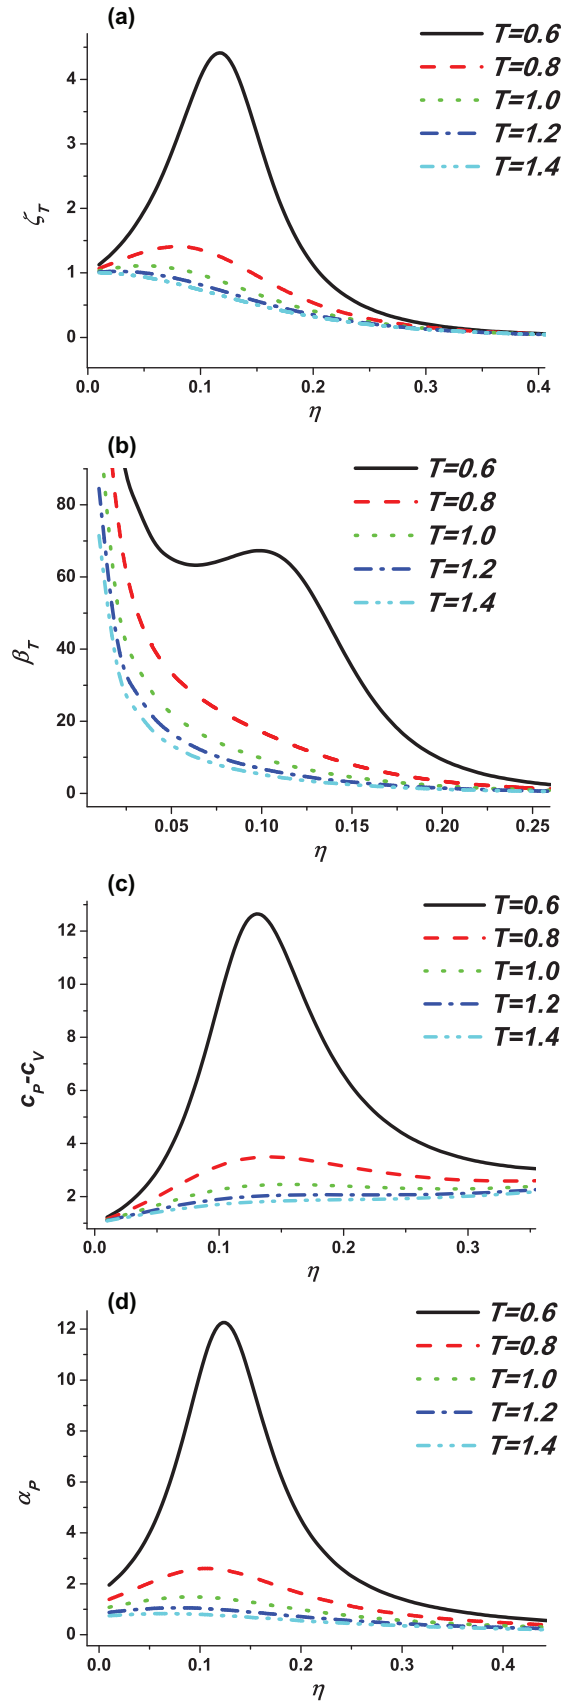 (a)
T=0.6
T=0.8
T=1.0
T=1.2
T=1.4
4
3
2
1
0
ζT
0.0 0.1 0.2 0.3 0.4
η
(b)
T=0.6
T=0.8
T=1.0
T=1.2
T=1.4
80
60
40
20
0
βT
0.05 0.10 0.15 0.20 0.25
η
(c)
T=0.6
T=0.8
T=1.0
T=1.2
T=1.4
12
10
8
6
4
2
cP-cV
0.0 0.1 0.2 0.3
η
(d)
T=0.6
T=0.8
T=1.0
T=1.2
T=1.4
12
10
8
6
4
2
0
αP
0.0 0.1 0.2 0.3 0.4
η